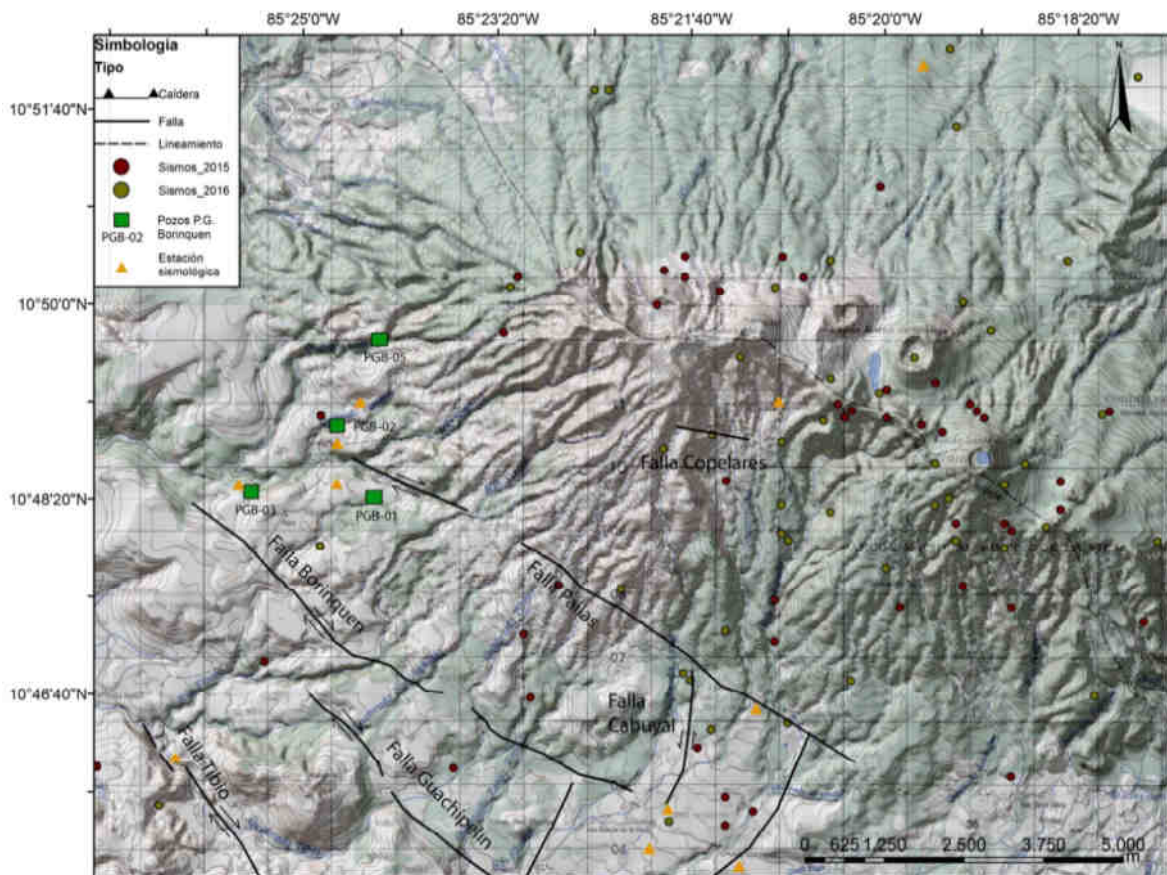 85°25'0"W 85°23'20"W 85°21'40"W 85°20'0"W 85°18'20"W
Simbología
Tipo
Caldera
Falla
Lineamiento
Sismos_2015
Sismos_2016
PGB-02
Pozos P.G.
Borinquen
Estación
sismológica
N
10°51'40"N
10°50'0"N
PGB-05
PGB-02
Falla Copelares
10°48'20"N
PGB-03
PGB-01
Falla Borinquen
Falla Pailas
07
10°46'40"N
Falla
Cabuyal
Falla Tibio
Falla Guachipelin
04
0 625 1.250 2.500 3.750 5.000
m